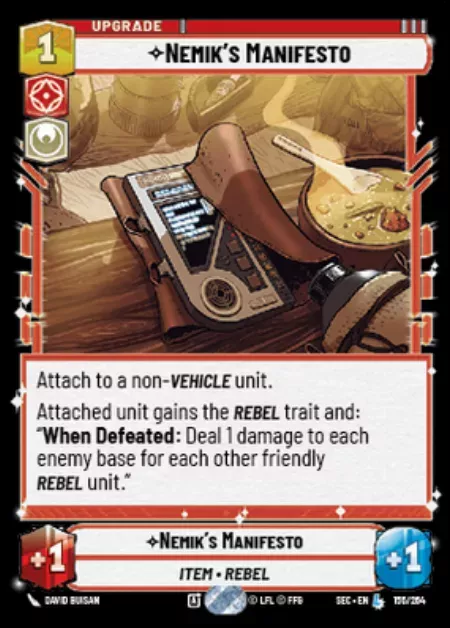 UPGRADE
1
NEMIK'S MANIFESTO
Attach to a non-VEHICLE unit.
Attached unit gains the REBEL trait and:
“When Defeated: Deal 1 damage to each
enemy base for each other friendly
REBEL unit.”
+1
NEMIK'S MANIFESTO
+1
ITEM • REBEL
DAVID BUISAN
A
© LFL © FFG
SEC • EN
/264